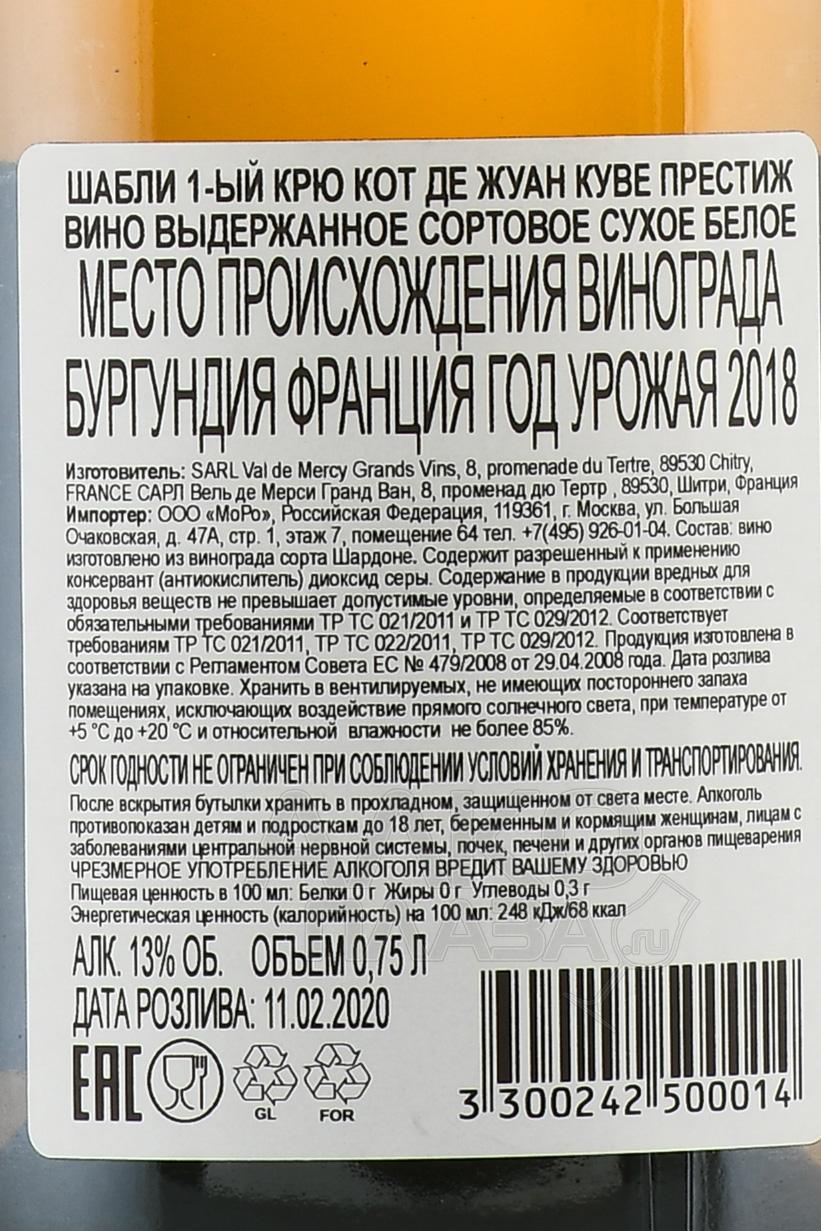 ШАБЛИ 1-ЫЙ КРЮ КОТ ДЕ ЖУАН КУВЕ ПРЕСТИЖ
ВИНО ВЫДЕРЖАННОЕ СОРТОВОЕ СУХОЕ БЕЛОЕ
МЕСТО ПРОИСХОЖДЕНИЯ ВИНОГРАДА
БУРГУНДИЯ ФРАНЦИЯ ГОД УРОЖАЯ 2018
Изготовитель: SARL Val de Mercy Grands Vins, 8, promenade du Tertre, 89530 Chitry,
FRANCE САРЛ Вель де Мерси Гранд Ван, 8, променад дю Тертр , 89530, Шитри, Франция
Импортер: ООО «МоРо», Российская Федерация, 119361, г. Москва, ул. Большая
Очаковская, д. 47А, стр. 1, этаж 7, помещение 64 тел. +7(495) 926-01-04. Состав: вино
изготовлено из винограда сорта Шардоне. Содержит разрешенный к применению
консервант (антиокислитель) диоксид серы. Содержание в продукции вредных для
здоровья веществ не превышает допустимые уровни, определяемые в соответствии с
обязательными требованиями ТР ТС 021/2011 и ТР ТС 029/2012. Соответствует
требованиям ТР ТС 021/2011, ТР ТС 022/2011, ТР ТС 029/2012. Продукция изготовлена в
соответствии с Регламентом Совета ЕС № 479/2008 от 29.04.2008 года. Дата розлива
указана на упаковке. Хранить в вентилируемых, не имеющих постороннего запаха
помещениях, исключающих воздействие прямого солнечного света, при температуре от
+5 °С до +20 °С и относительной влажности не более 85%.
СРОК ГОДНОСТИ НЕ ОГРАНИЧЕН ПРИ СОБЛЮДЕНИИ УСЛОВИЙ ХРАНЕНИЯ И ТРАНСПОРТИРОВАНИЯ.
После вскрытия бутылки хранить в прохладном, защищенном от света месте. Алкоголь
противопоказан детям и подросткам до 18 лет, беременным и кормящим женщинам, лицам с
заболеваниями центральной нервной системы, почек, печени и других органов пищеварения
ЧРЕЗМЕРНОЕ УПОТРЕБЛЕНИЕ АЛКОГОЛЯ ВРЕДИТ ВАШЕМУ ЗДОРОВЬЮ
Пищевая ценность в 100 мл: Белки 0 г Жиры 0 г Углеводы 0,3 г
Энергетическая ценность (калорийность) на 100 мл: 248 кДж/68 ккал
ПЛАЗА.ru
АЛК. 13% ОБ. ОБЪЕМ 0,75 Л
ДАТА РОЗЛИВА: 11.02.2020
EAC
GL FOR
3 300242 500014